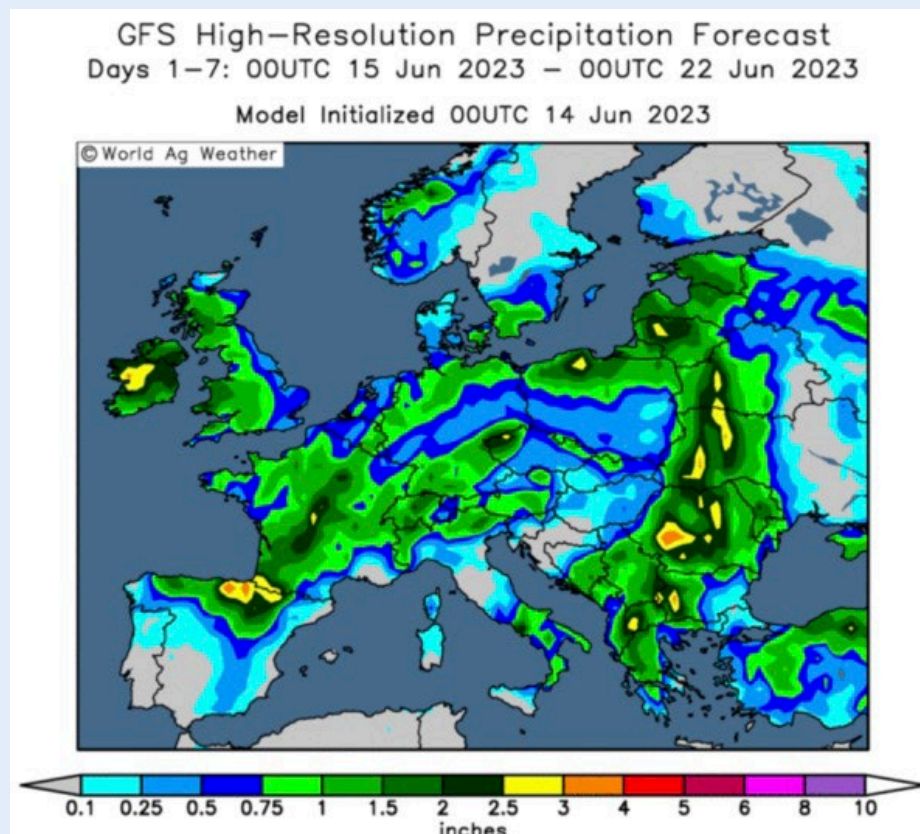 GFS High-Resolution Precipitation Forecast
Days 1-7: 00UTC 15 Jun 2023 - 00UTC 22 Jun 2023
Model Initialized 00UTC 14 Jun 2023
© World Ag Weather
0.1 0.25 0.5 0.75 1 1.5 2 2.5 3 4 5 6 8 10
inches